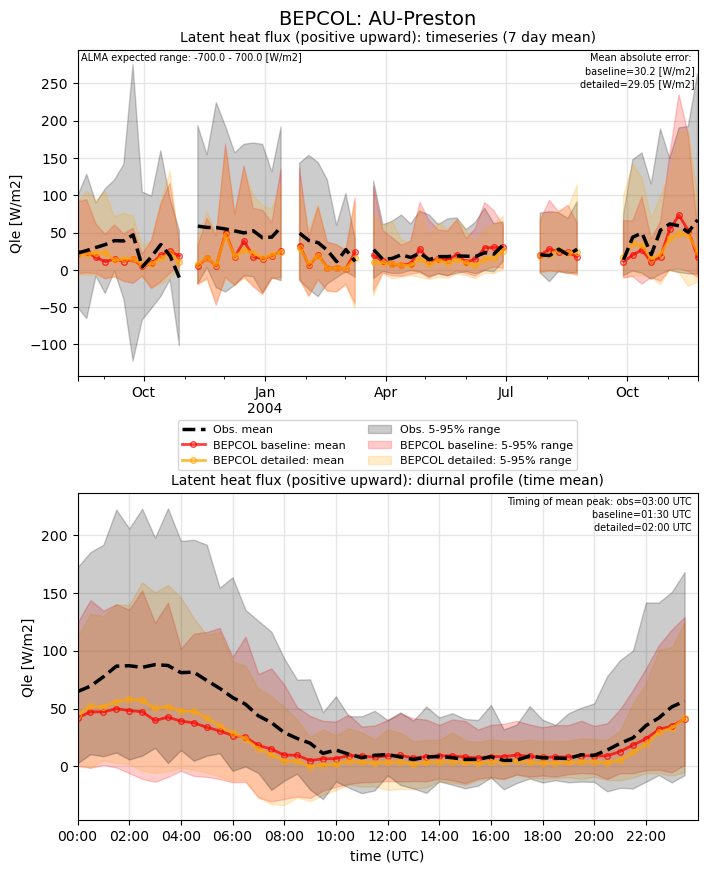 BEPCOL: AU-Preston
Latent heat flux (positive upward): timeseries (7 day mean)
ALMA expected range: -700.0 - 700.0 [W/m2]
Mean absolute error:
baseline=30.2 [W/m2]
detailed=29.05 [W/m2]
Qle [W/m2]
250
200
150
100
50
0
−50
−100
Oct
Jan
2004
Apr
Jul
Oct
Obs. mean
BEPCOL baseline: mean
BEPCOL detailed: mean
Obs. 5-95% range
BEPCOL baseline: 5-95% range
BEPCOL detailed: 5-95% range
Latent heat flux (positive upward): diurnal profile (time mean)
Timing of mean peak: obs=03:00 UTC
baseline=01:30 UTC
detailed=02:00 UTC
Qle [W/m2]
200
150
100
50
0
00:00 02:00 04:00 06:00 08:00 10:00 12:00 14:00 16:00 18:00 20:00 22:00
time (UTC)